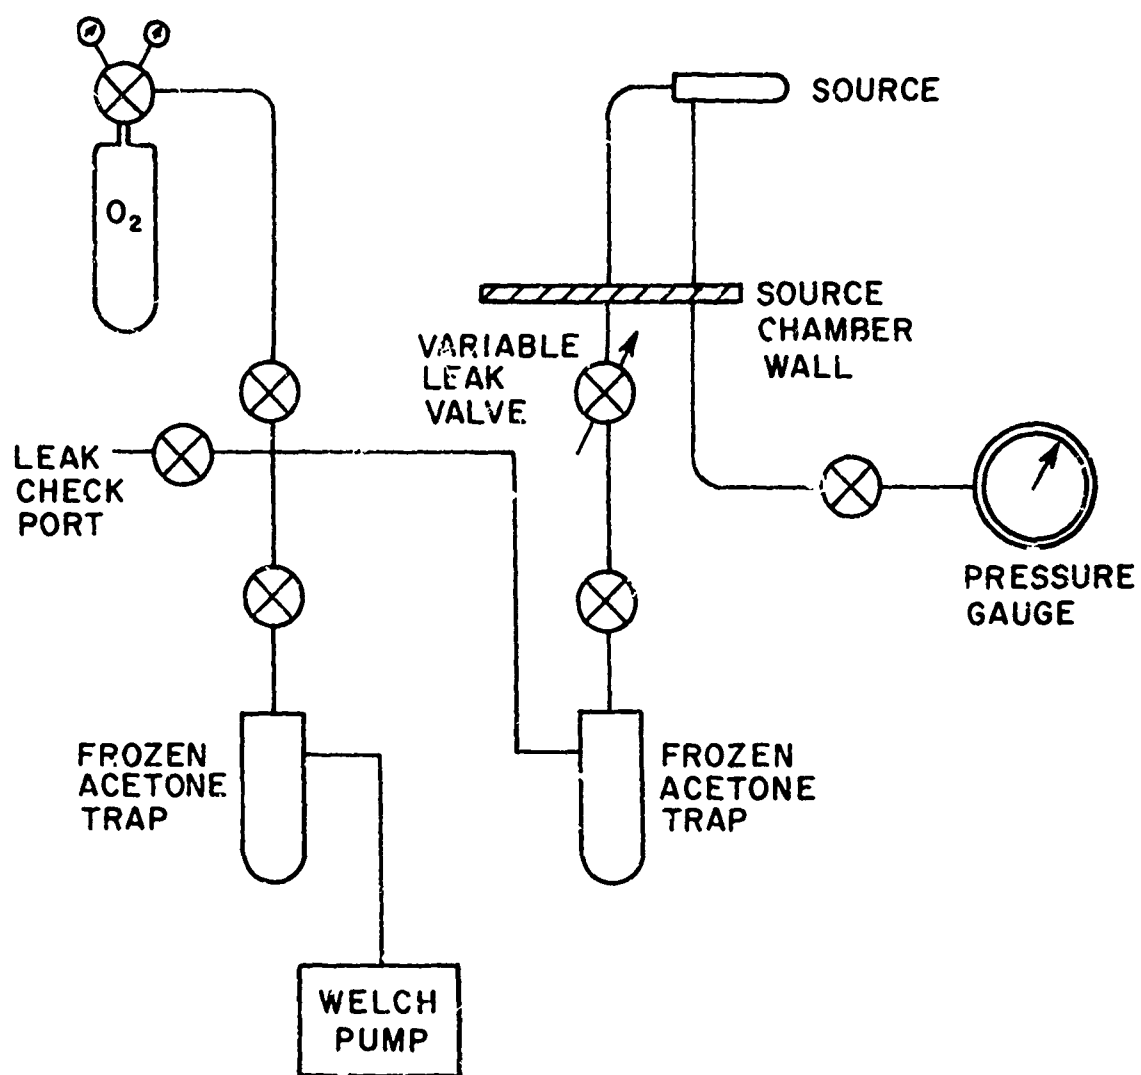 O₂
SOURCE
SOURCE
CHAMBER
WALL
VARIABLE
LEAK
VALVE
LEAK
CHECK
PORT
PRESSURE
GAUGE
FROZEN
ACETONE
TRAP
FROZEN
ACETONE
TRAP
WELCH
PUMP